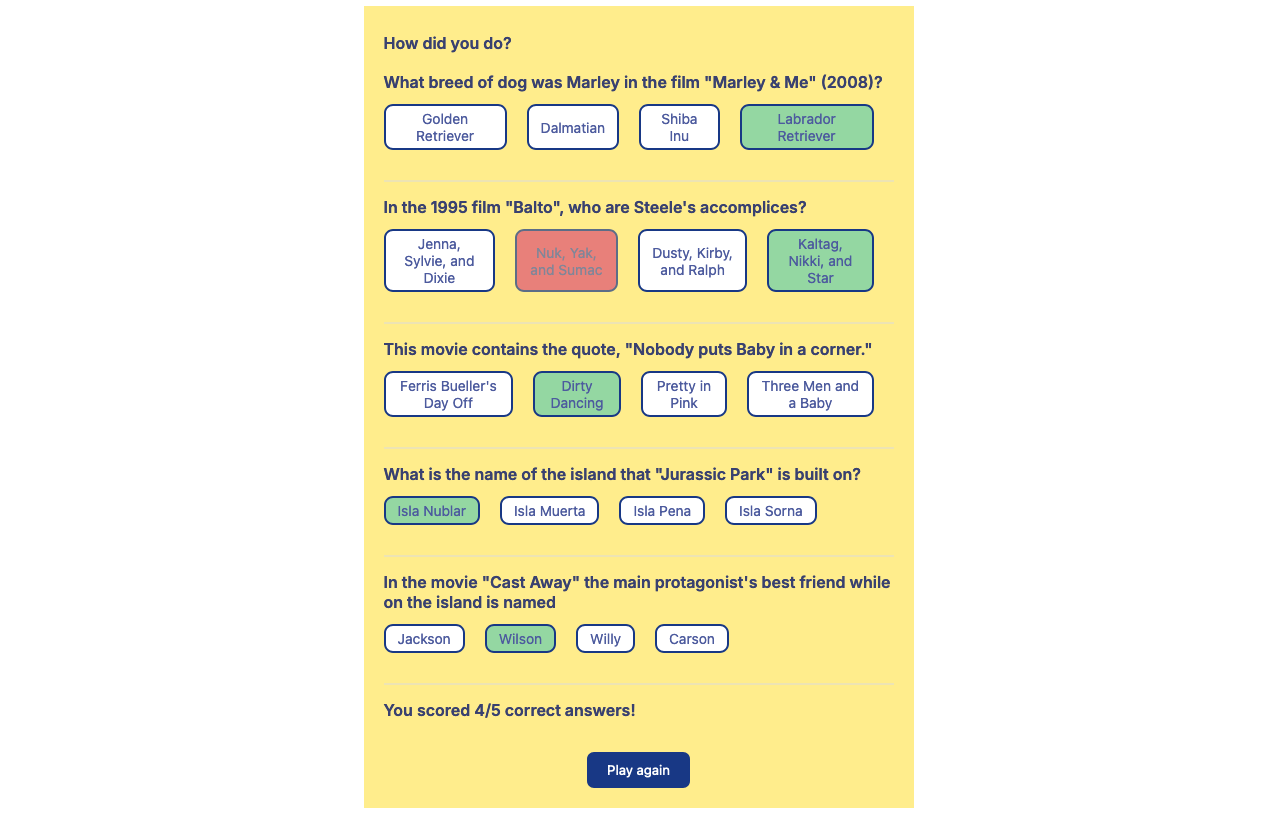 How did you do?
What breed of dog was Marley in the film "Marley & Me" (2008)?
Golden
Retriever
Dalmatian
Shiba
Inu
Labrador
Retriever
In the 1995 film "Balto", who are Steele's accomplices?
Jenna,
Sylvie, and
Dixie
Nuk, Yak,
and Sumac
Dusty, Kirby,
and Ralph
Kaltag,
Nikki, and
Star
This movie contains the quote, "Nobody puts Baby in a corner."
Ferris Bueller's
Day Off
Dirty
Dancing
Pretty in
Pink
Three Men and
a Baby
What is the name of the island that "Jurassic Park" is built on?
Isla Nublar
Isla Muerta
Isla Pena
Isla Sorna
In the movie "Cast Away" the main protagonist's best friend while
on the island is named
Jackson
Wilson
Willy
Carson
You scored 4/5 correct answers!
Play again